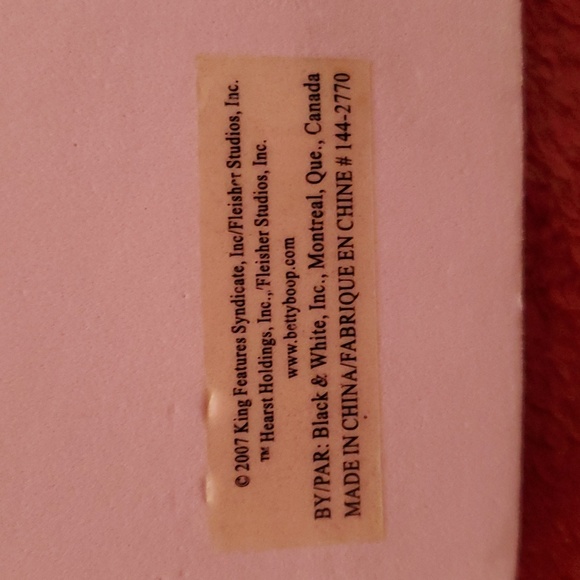 © 2007 King Features Syndicate, Inc/Fleisher Studios, Inc.
™ Hearst Holdings, Inc., Fleisher Studios, Inc.
www.bettyboop.com
BY/PAR: Black & White, Inc., Montreal, Que., Canada
MADE IN CHINA/FABRIQUE EN CHINE # 144-2770